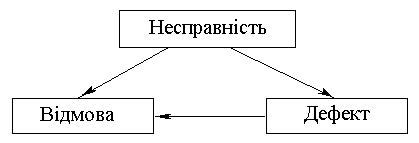 Несправність
Відмова
Дефект